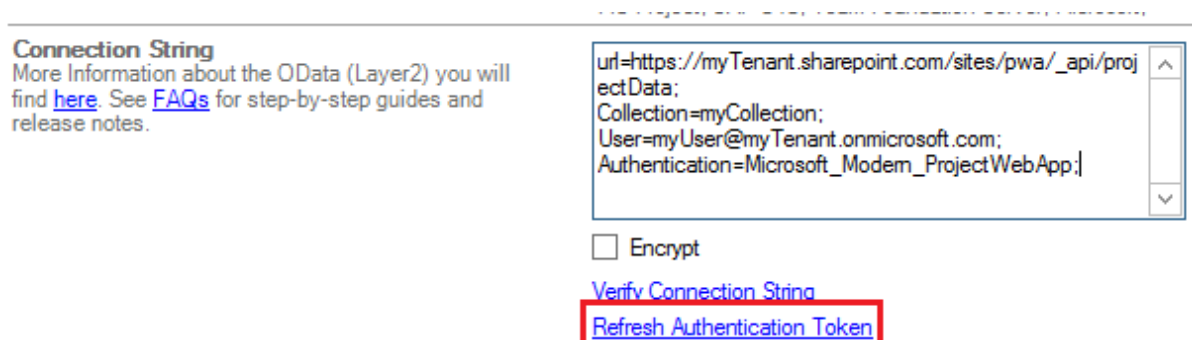 Connection String
More Information about the OData (Layer2) you will
find here. See FAQs for step-by-step guides and
release notes.
url=https://myTenant.sharepoint.com/sites/pwa/_api/proj
ectData;
Collection=myCollection;
User=myUser@myTenant.onmicrosoft.com;
Authentication=Microsoft_Modern_ProjectWebApp;
Encrypt
Verify Connection String
Refresh Authentication Token